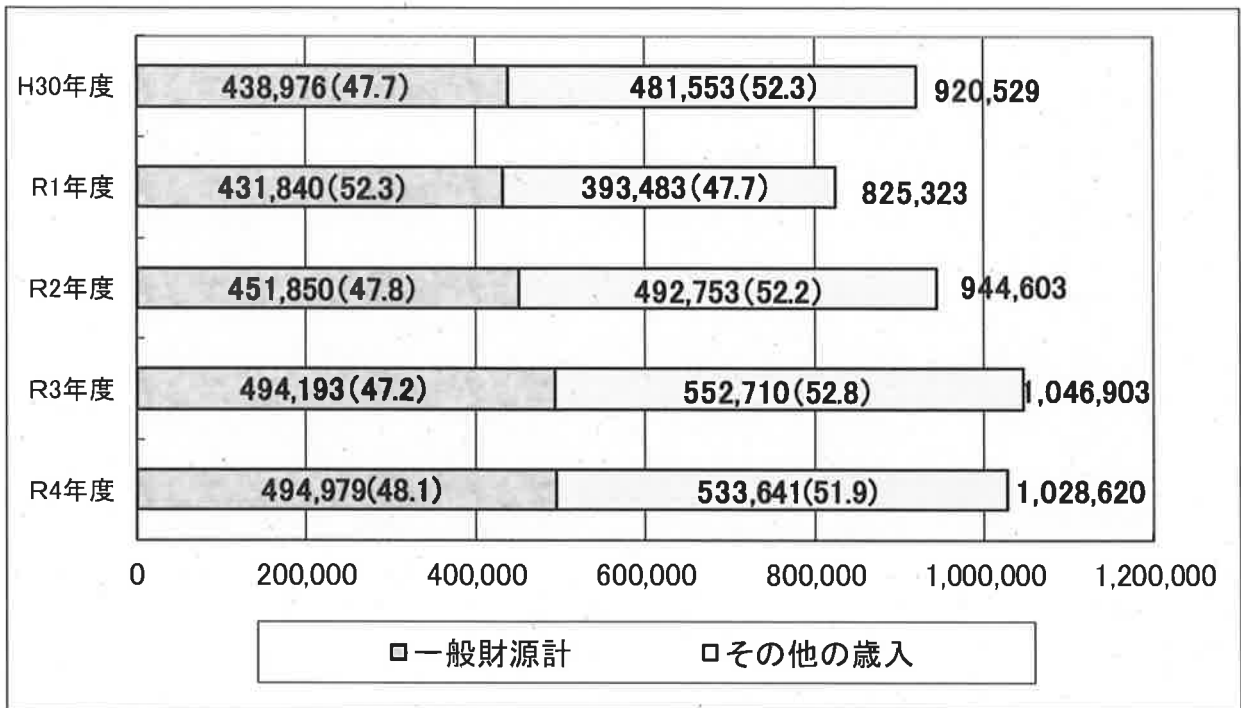 H30年度 438,976(47.7) 481,553(52.3) 920,529
R1年度 431,840(52.3) 393,483(47.7) 825,323
R2年度 451,850(47.8) 492,753(52.2) 944,603
R3年度 494,193(47.2) 552,710(52.8) 1,046,903
R4年度 494,979(48.1) 533,641(51.9) 1,028,620
0 200,000 400,000 600,000 800,000 1,000,000 1,200,000
一般財源計 その他の歳入